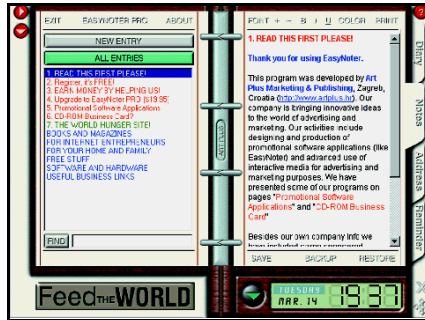 EXIT EASYNOTER PRO ABOUT
NEW ENTRY
ALL ENTRIES
1. READ THIS FIRST PLEASE!
2. Register, it's FREE!
3. EARN MONEY BY HELPING US!
4. Upgrade to EasyNoter PRO ($19.95)
5. Promotional Software Applications
6. CD-ROM Business Card?
7. THE WORLD HUNGER SITE!
BOOKS AND MAGAZINES
FOR INTERNET ENTREPRENEURS
FOR YOUR HOME AND FAMILY
FREE STUFF
SOFTWARE AND HARDWARE
USEFUL BUSINESS LINKS
FIND
Feed THE WORLD
FONT + - B I U COLOR PRINT
1. READ THIS FIRST PLEASE!
Thank you for using EasyNoter.
This program was developed by Art
Plus Marketing & Publishing, Zagreb,
Croatia (http://www.artplus.hr). Our
company is bringing innovative ideas
to the world of advertising and
marketing. Our activities include
designing and production of
promotional software applications (like
EasyNoter) and advanced use of
interactive media for advertising and
marketing purposes. We have
presented some of our programs on
pages "Promotional Software
Applications" and "CD-ROM Business
Card"
Besides our own company info we
have included some sponsored
SAVE BACKUP RESTORE
TUESDAY
MAR. 14
19:37
?
Diary
Notes
Address
Reminder